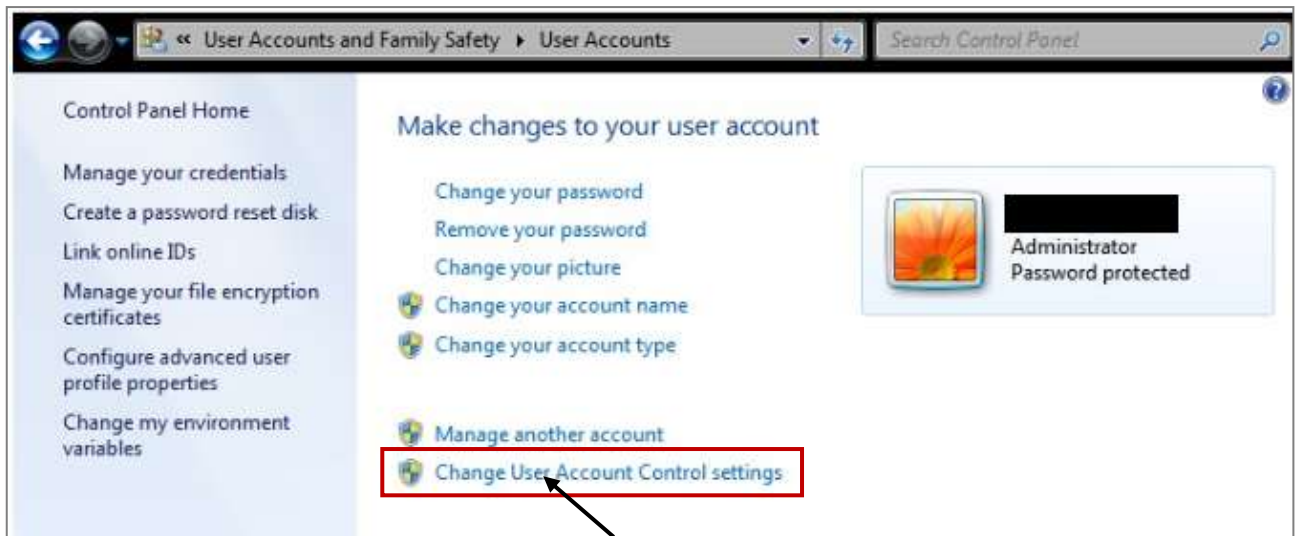 « User Accounts and Family Safety ▸ User Accounts
Search Control Panel
Control Panel Home
Manage your credentials
Create a password reset disk
Link online IDs
Manage your file encryption
certificates
Configure advanced user
profile properties
Change my environment
variables
Make changes to your user account
Change your password
Remove your password
Change your picture
Change your account name
Change your account type
Manage another account
Change User Account Control settings
Administrator
Password protected